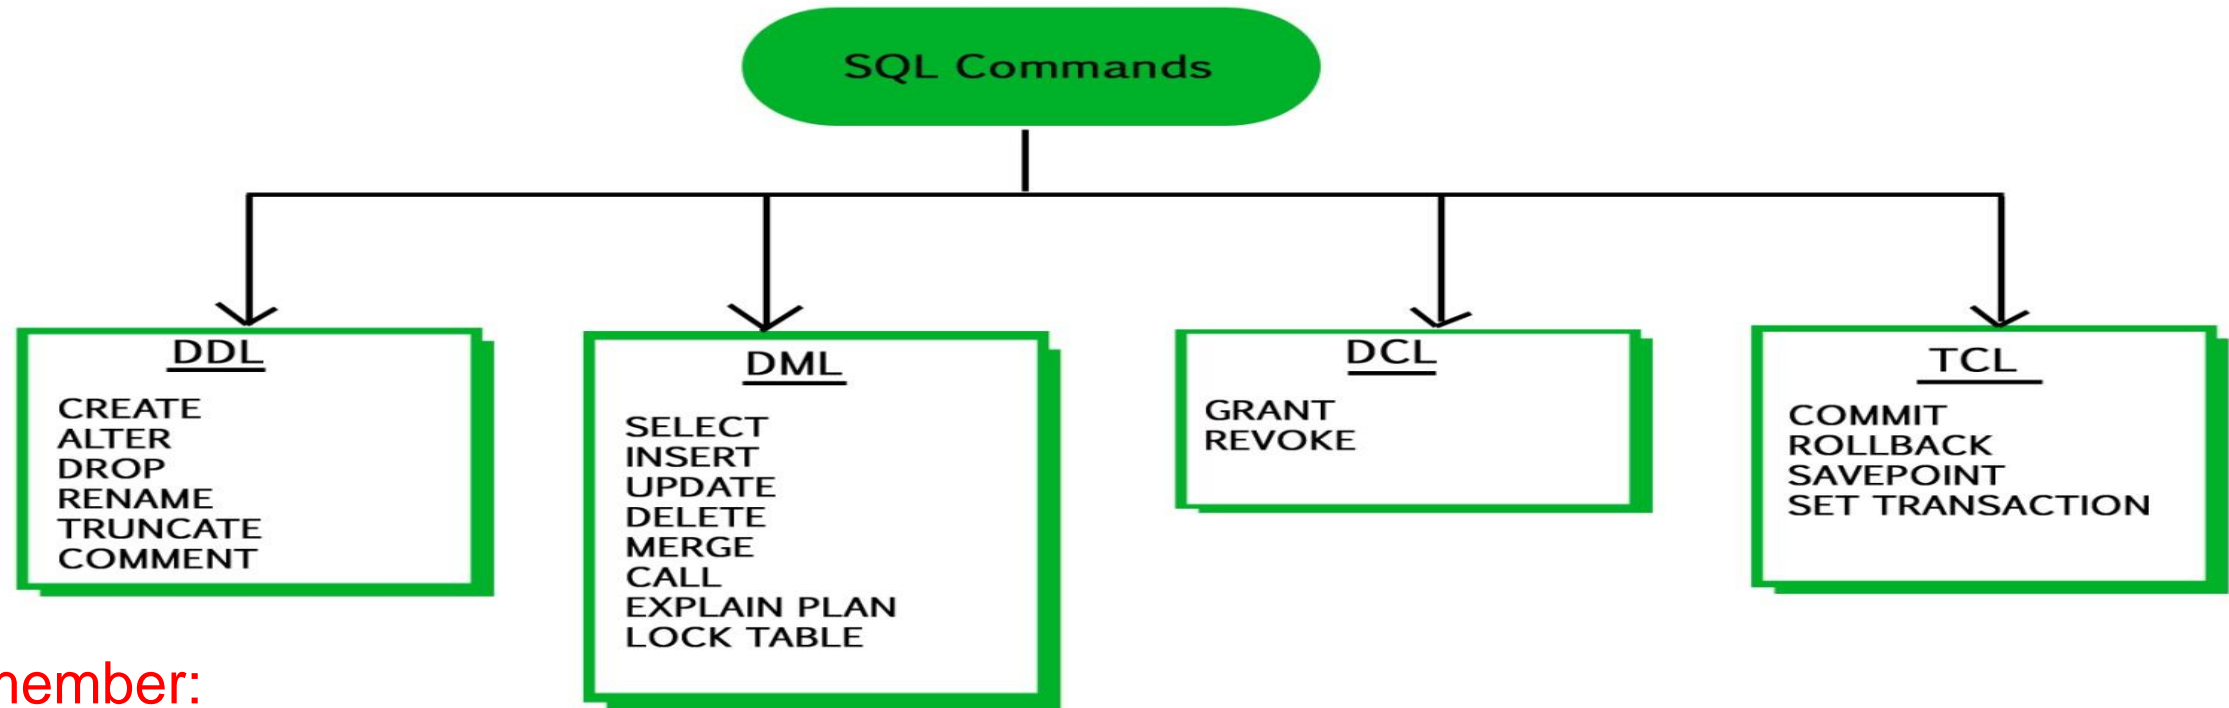 SQL Commands
DDL
CREATE
ALTER
DROP
RENAME
TRUNCATE
COMMENT
DML
SELECT
INSERT
UPDATE
DELETE
MERGE
CALL
EXPLAIN PLAN
LOCK TABLE
DCL
GRANT
REVOKE
TCL
COMMIT
ROLLBACK
SAVEPOINT
SET TRANSACTION